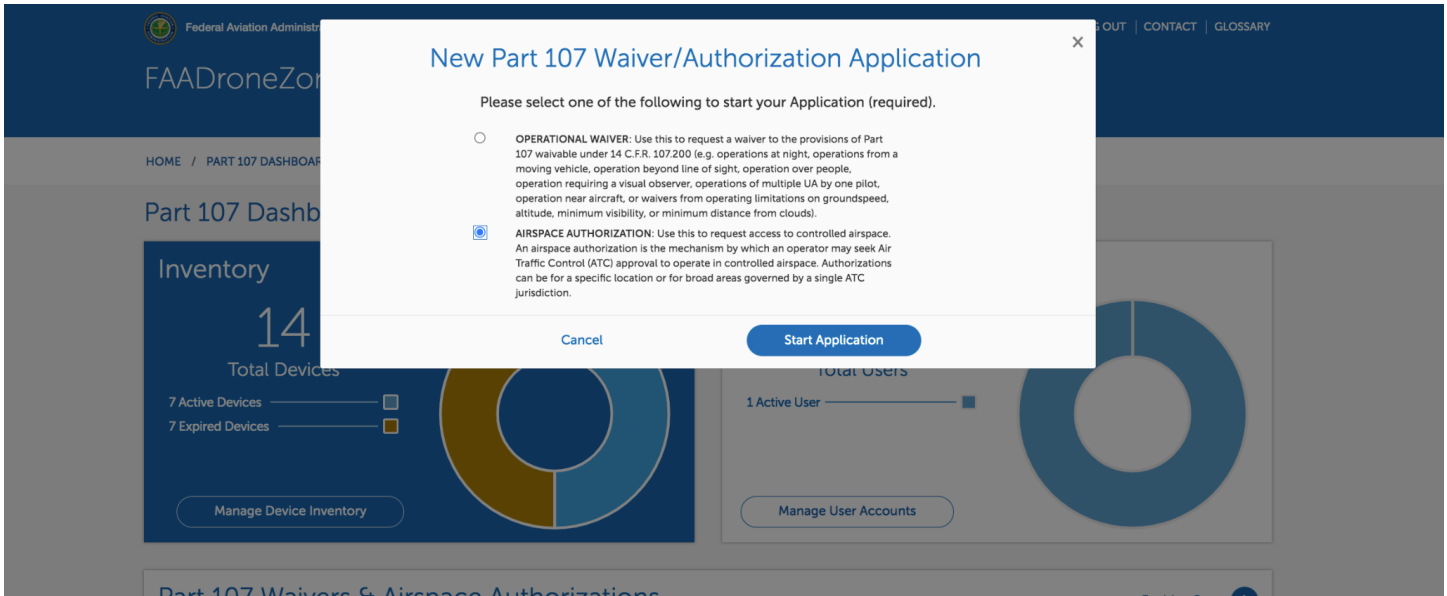 Federal Aviation Administr
OUT | CONTACT | GLOSSARY
FAADroneZon
×
New Part 107 Waiver/Authorization Application
Please select one of the following to start your Application (required).
OPERATIONAL WAIVER: Use this to request a waiver to the provisions of Part
107 waivable under 14 C.F.R. 107.200 (e.g. operations at night, operations from a
moving vehicle, operation beyond line of sight, operation over people,
operation requiring a visual observer, operations of multiple UA by one pilot,
operation near aircraft, or waivers from operating limitations on groundspeed,
altitude, minimum visibility, or minimum distance from clouds).
AIRSPACE AUTHORIZATION: Use this to request access to controlled airspace.
An airspace authorization is the mechanism by which an operator may seek Air
Traffic Control (ATC) approval to operate in controlled airspace. Authorizations
can be for a specific location or for broad areas governed by a single ATC
jurisdiction.
Cancel
Start Application
HOME / PART 107 DASHBOAR
Part 107 Dashb
Inventory
14
Total Devices
7 Active Devices
7 Expired Devices
Manage Device Inventory
Total Users
1 Active User
Manage User Accounts
Part 107 Waivers & Airspace Authorizations